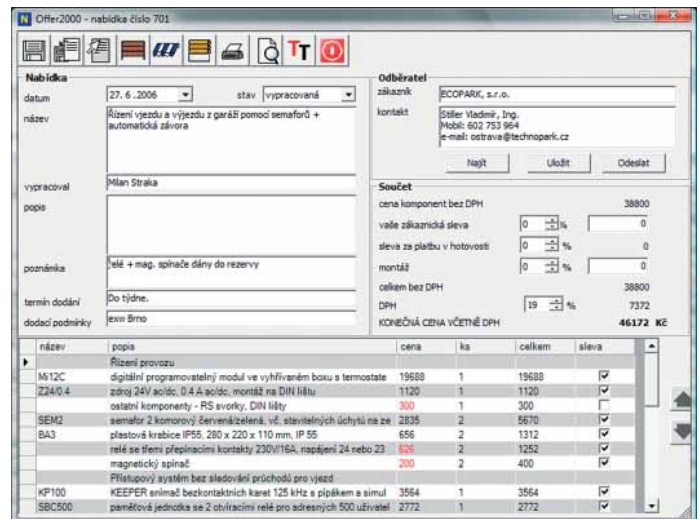 Offer2000 - nabídka číslo 701
Nabídka
datum 27. 6 .2006 stav vypracovaná
název Řízení vjezdu a výjezdu z garáží pomocí semaforů +
automatická závora
vypracoval Milan Straka
popis
poznámka relé + mag. spínače dány do rezervy
termín dodání Do týdne.
dodací podmínky exw Brno
Odběratel
zákazník ECOPARK, s.r.o.
kontakt Stiller Vladimír, Ing.
Mobil: 602 753 964
e-mail: ostrava@technopark.cz
Najít Uložit Odeslat
Součet
cena komponent bez DPH 38800
vaše zákaznická sleva 0 % 0
sleva za platbu v hotovosti 0 % 0
montáž 0 % 0
celkem bez DPH 38800
DPH 19 % 7372
KONEČNÁ CENA VČETNĚ DPH 46172 Kč
název popis cena ks celkem sleva
Řízení provozu
Mi12C digitální programovatelný modul ve vyhřívaném boxu s termostate 19688 1 19688
Z24/0.4 zdroj 24V ac/dc, 0.4 A ac/dc, montáž na DIN lištu 1120 1 1120
ostatní komponenty - RS svorky, DIN lišty 300 1 300
SEM2 semafor 2 komorový červená/zelená, vč. stavitelných úchytů na ze 2835 2 5670
BA3 plastová krabice IP55, 280 x 220 x 110 mm, IP 55 656 2 1312
relé se třemi přepínacími kontakty 230V/16A, napájení 24 nebo 23 626 2 1252
magnetický spínač 200 2 400
Přístupový systém bez sledování průchodů pro vjezd
KP100 KEEPER snímač bezkontaktních karet 125 kHz s pípákem a simul 3564 1 3564
SBC500 paměťová jednotka se 2 otvíracími relé pro adresných 500 uživatel 2772 1 2772